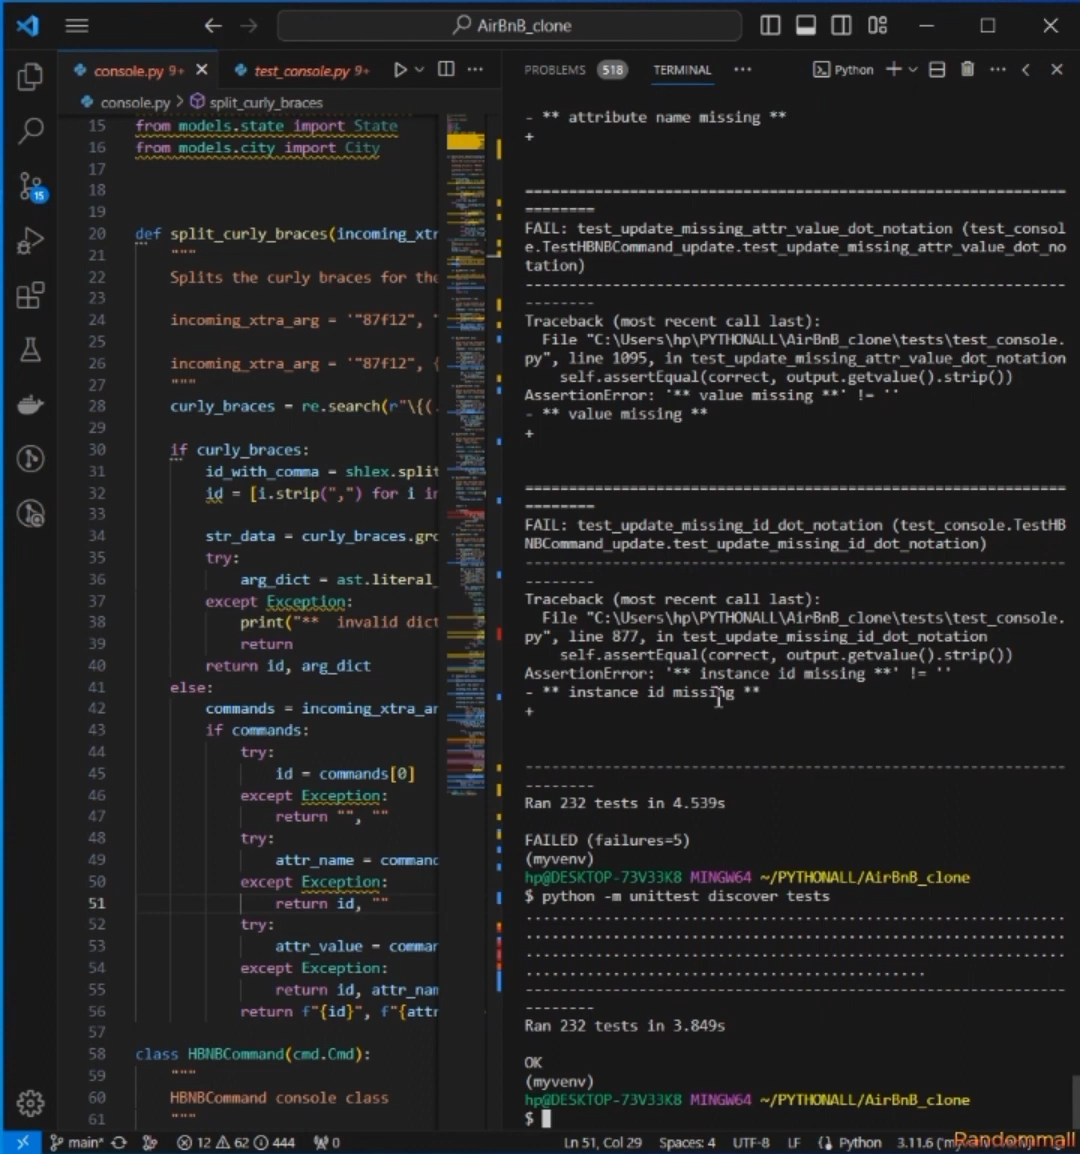 AirBnB_clone
console.py 9+
test_console.py 9+
console.py > split_curly_braces
15 from models.state import State
16 from models.city import City
17
18
19
20 def split_curly_braces(incoming_xtr
21 """
22 Splits the curly braces for the
23
24 incoming_xtra_arg = '"87f12", "
25
26 incoming_xtra_arg = '"87f12", {
27 """
28 curly_braces = re.search(r"\{(.
29
30 if curly_braces:
31 id_with_comma = shlex.split
32 id = [i.strip(",") for i in
33
34 str_data = curly_braces.gro
35 try:
36 arg_dict = ast.literal_
37 except Exception:
38 print("**  invalid dict
39 return
40 return id, arg_dict
41 else:
42 commands = incoming_xtra_ar
43 if commands:
44 try:
45 id = commands[0]
46 except Exception:
47 return "", ""
48 try:
49 attr_name = command
50 except Exception:
51 return id, ""
52 try:
53 attr_value = comman
54 except Exception:
55 return id, attr_nam
56 return f"{id}", f"{attr
57
58 class HBNBCommand(cmd.Cmd):
59 """
60 HBNBCommand console class
61 """
PROBLEMS 518 TERMINAL ··· Python
- ** attribute name missing **
+
======================================================================
========
FAIL: test_update_missing_attr_value_dot_notation (test_consol
e.TestHBNBCommand_update.test_update_missing_attr_value_dot_no
tation)
----------------------------------------------------------------------
--------
Traceback (most recent call last):
File "C:\Users\hp\PYTHONALL\AirBnB_clone\tests\test_console.
py", line 1095, in test_update_missing_attr_value_dot_notation
self.assertEqual(correct, output.getvalue().strip())
AssertionError: '** value missing **' != ''
- ** value missing **
+
======================================================================
========
FAIL: test_update_missing_id_dot_notation (test_console.TestHB
NBCommand_update.test_update_missing_id_dot_notation)
----------------------------------------------------------------------
--------
Traceback (most recent call last):
File "C:\Users\hp\PYTHONALL\AirBnB_clone\tests\test_console.
py", line 877, in test_update_missing_id_dot_notation
self.assertEqual(correct, output.getvalue().strip())
AssertionError: '** instance id missing **' != ''
- ** instance id missing **
+
----------------------------------------------------------------------
--------
Ran 232 tests in 4.539s
FAILED (failures=5)
(myvenv)
hp@DESKTOP-73V33K8 MINGW64 ~/PYTHONALL/AirBnB_clone
$ python -m unittest discover tests
..............................................................
..............................................................
..............................................................
..............................................
----------------------------------------------------------------------
--------
Ran 232 tests in 3.849s
OK
(myvenv)
hp@DESKTOP-73V33K8 MINGW64 ~/PYTHONALL/AirBnB_clone
$
15
main* 12 62 444 0 Ln 51, Col 29 Spaces: 4 UTF-8 LF Python 3.11.6
Randommall